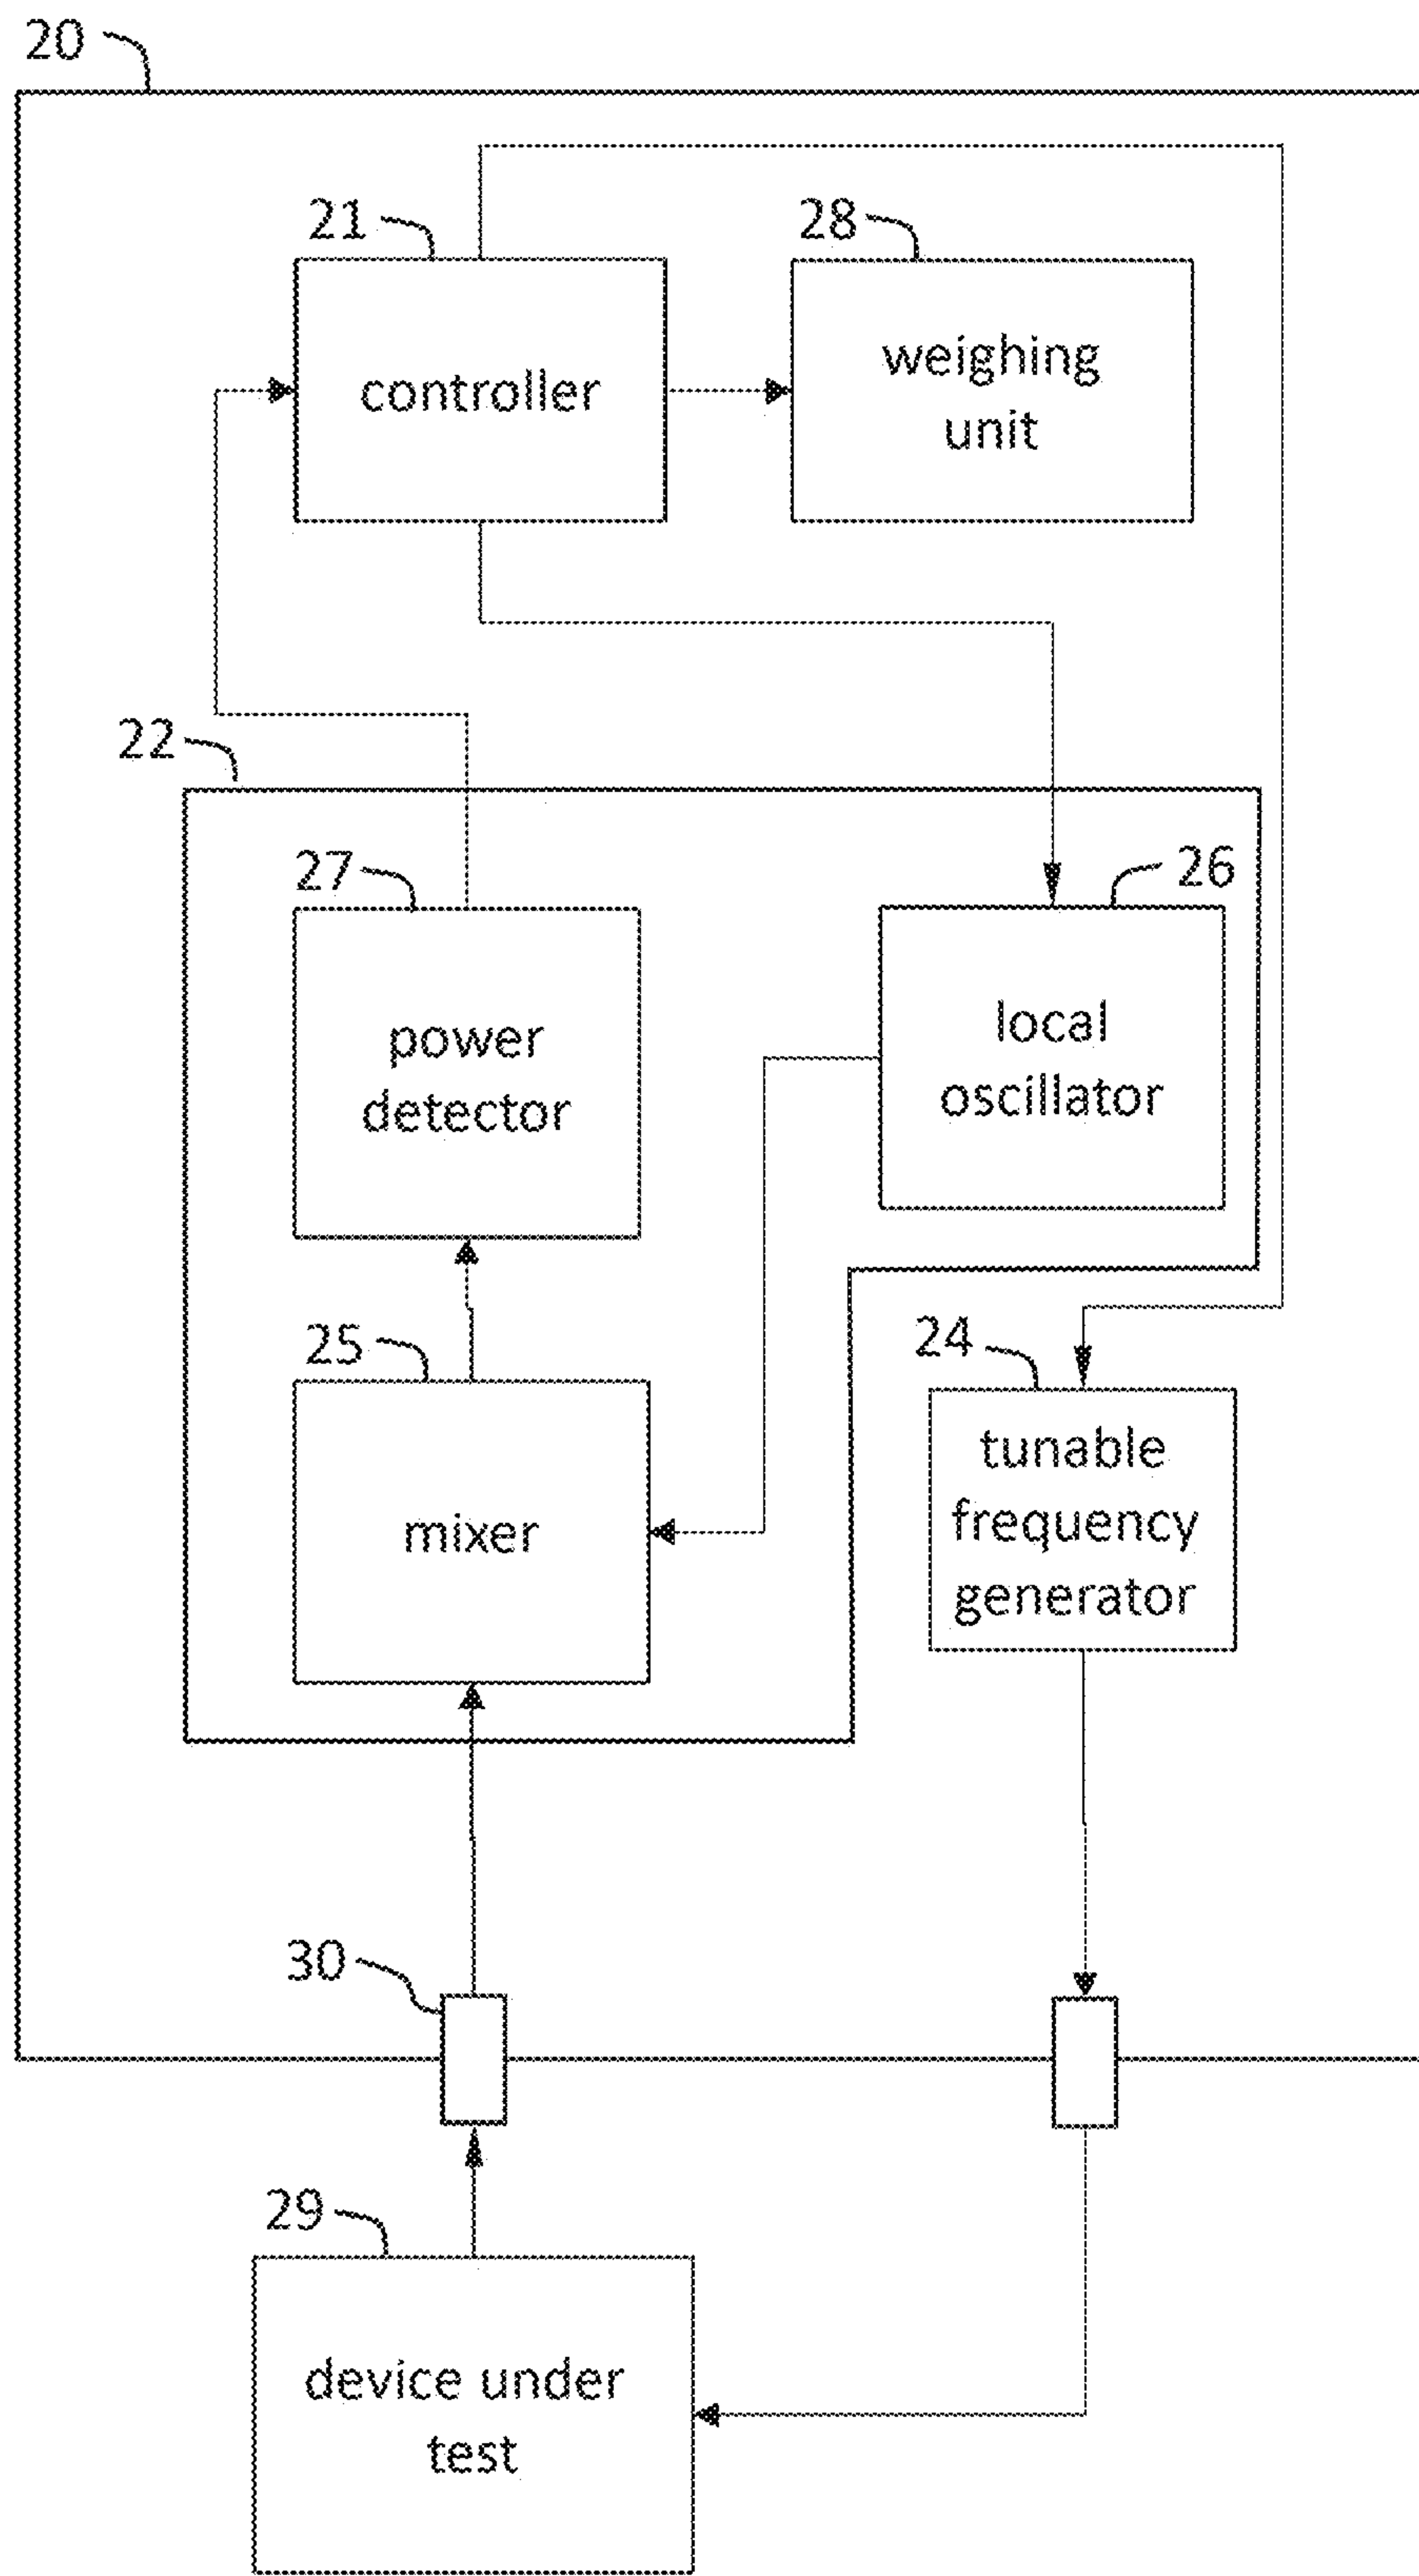 20
21
28
controller
weighing
unit
22
27
26
power
detector
local
oscillator
25
24
mixer
tunable
frequency
generator
30
29
device under
test